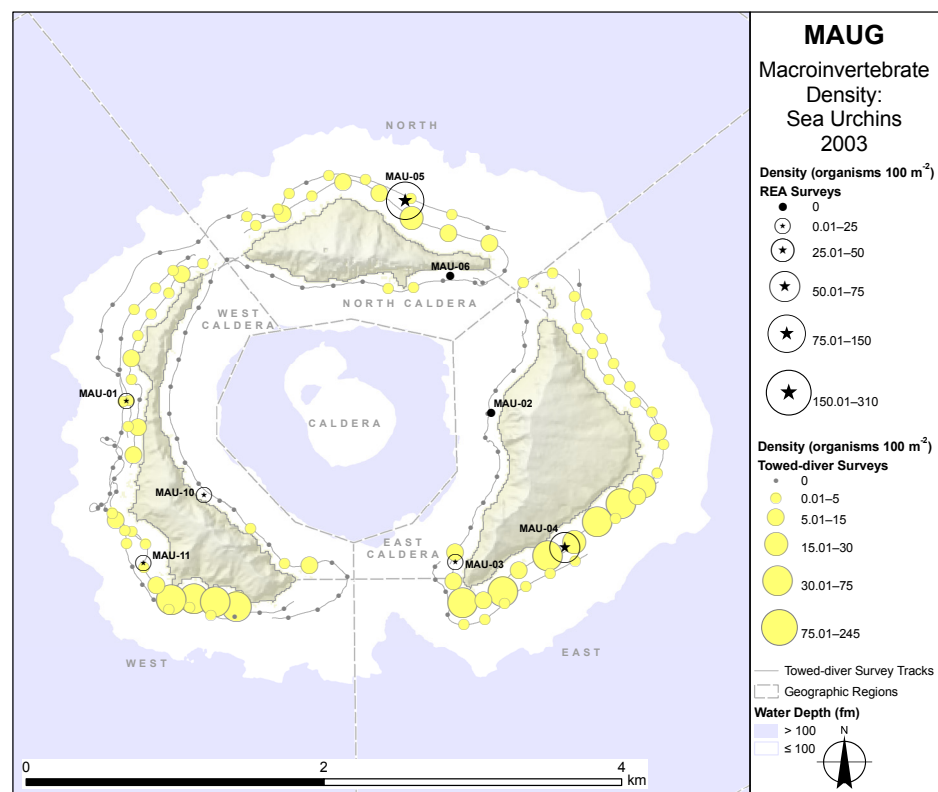 NORTH
MAU-05
MAU-06
NORTH CALDERA
WEST
CALDERA
MAU-01
MAU-02
CALDERA
MAU-10
MAU-04
EAST
CALDERA
MAU-11
MAU-03
WEST
EAST
0
2
4
km
MAUG
Macroinvertebrate
Density:
Sea Urchins
2003
Density (organisms 100 m⁻²)
REA Surveys
0
0.01–25
25.01–50
50.01–75
75.01–150
150.01–310
Density (organisms 100 m⁻²)
Towed-diver Surveys
0
0.01–5
5.01–15
15.01–30
30.01–75
75.01–245
Towed-diver Survey Tracks
Geographic Regions
Water Depth (fm)
> 100
≤ 100
N